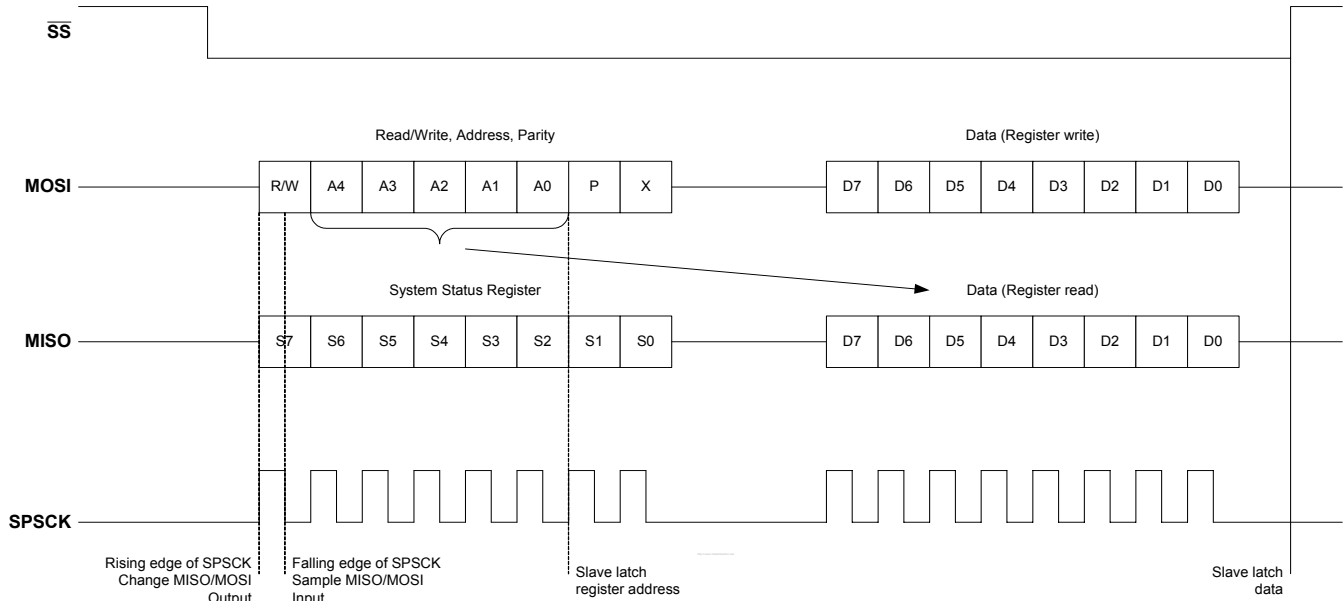 SS
Read/Write, Address, Parity
Data (Register write)
MOSI
R/W A4 A3 A2 A1 A0 P X
D7 D6 D5 D4 D3 D2 D1 D0
System Status Register
Data (Register read)
MISO
S7 S6 S5 S4 S3 S2 S1 S0
D7 D6 D5 D4 D3 D2 D1 D0
SPSCK
Rising edge of SPSCK
Change MISO/MOSI
Output
Falling edge of SPSCK
Sample MISO/MOSI
Input
Slave latch
register address
Slave latch
data